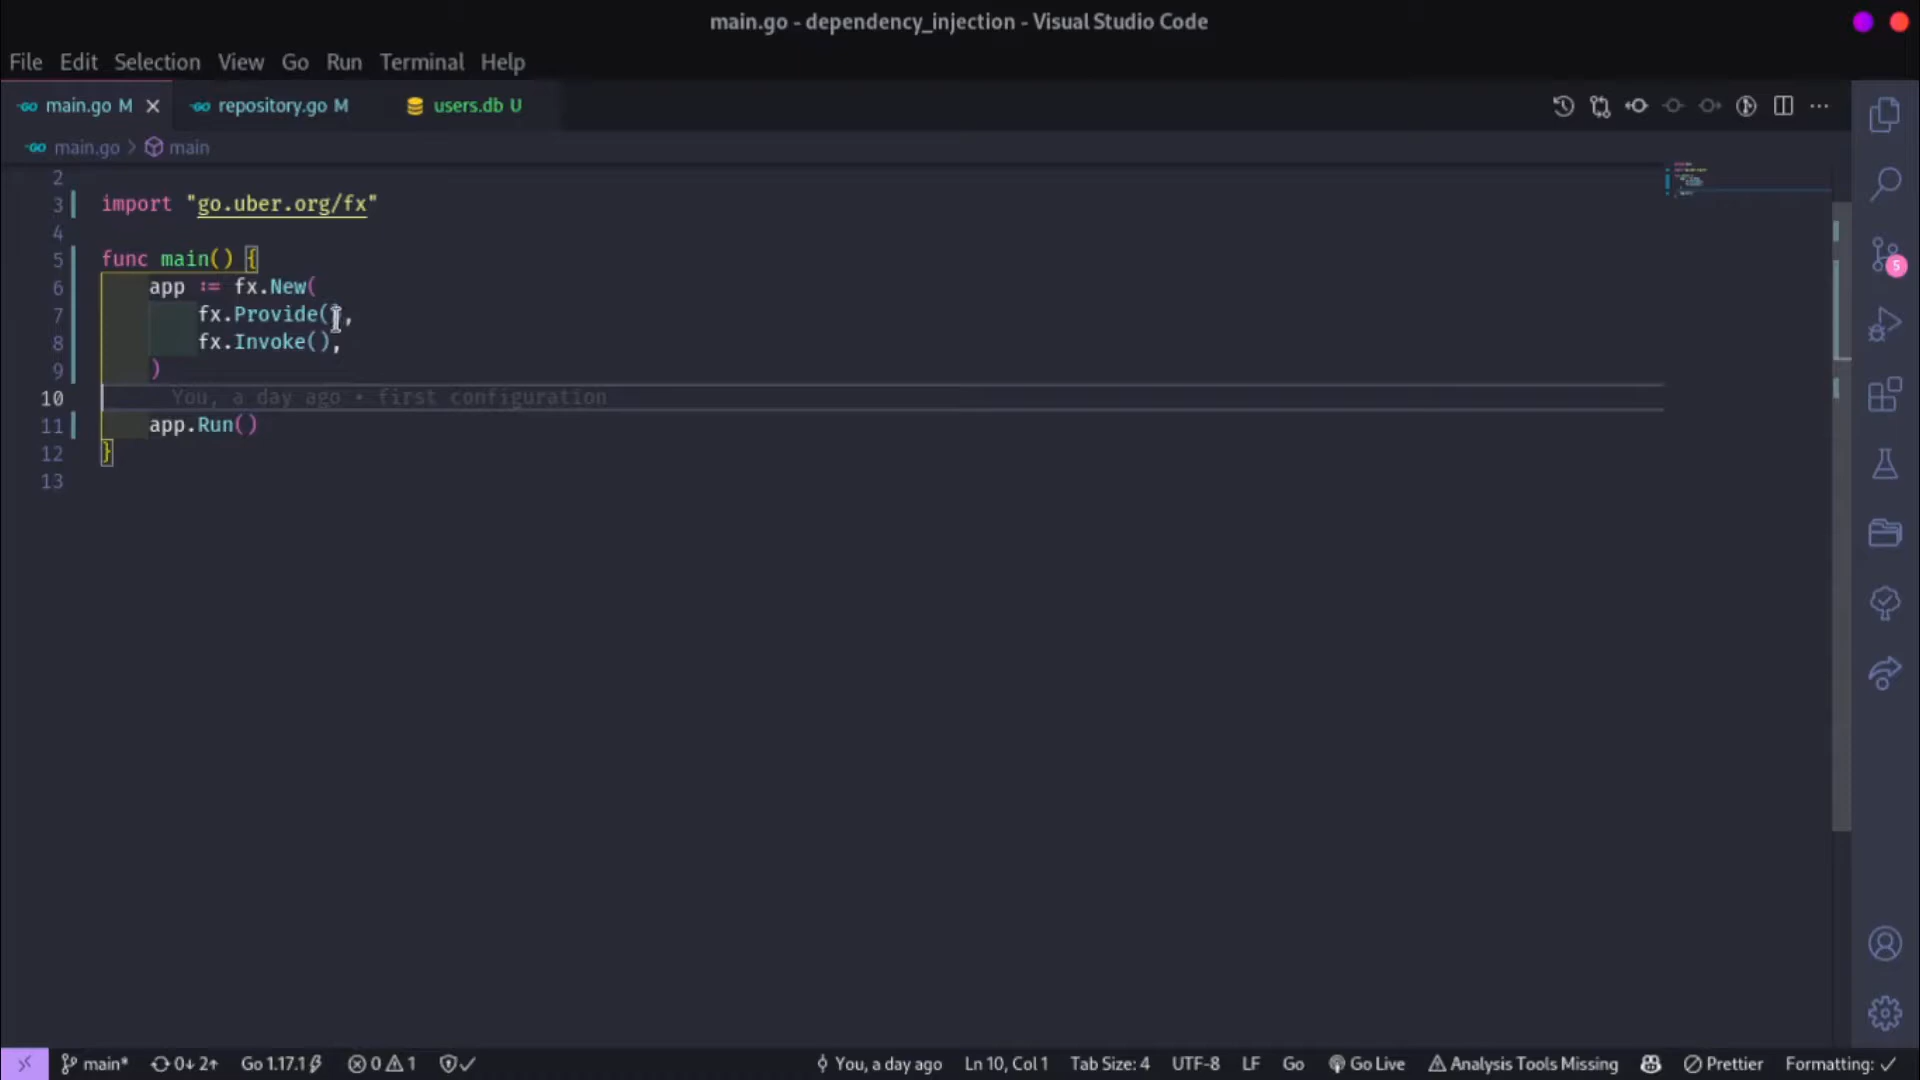 main.go - dependency_injection - Visual Studio Code
File Edit Selection View Go Run Terminal Help
main.go M repository.go M users.db U
main.go > main
2
3 import "go.uber.org/fx"
4
5 func main() {
6 app := fx.New(
7 fx.Provide(),
8 fx.Invoke(),
9 )
10 You, a day ago • first configuration
11 app.Run()
12 }
13
5
main* 0↓ 2↑ Go 1.17.1 0 1 You, a day ago Ln 10, Col 1 Tab Size: 4 UTF-8 LF Go Go Live Analysis Tools Missing Prettier Formatting: ✓